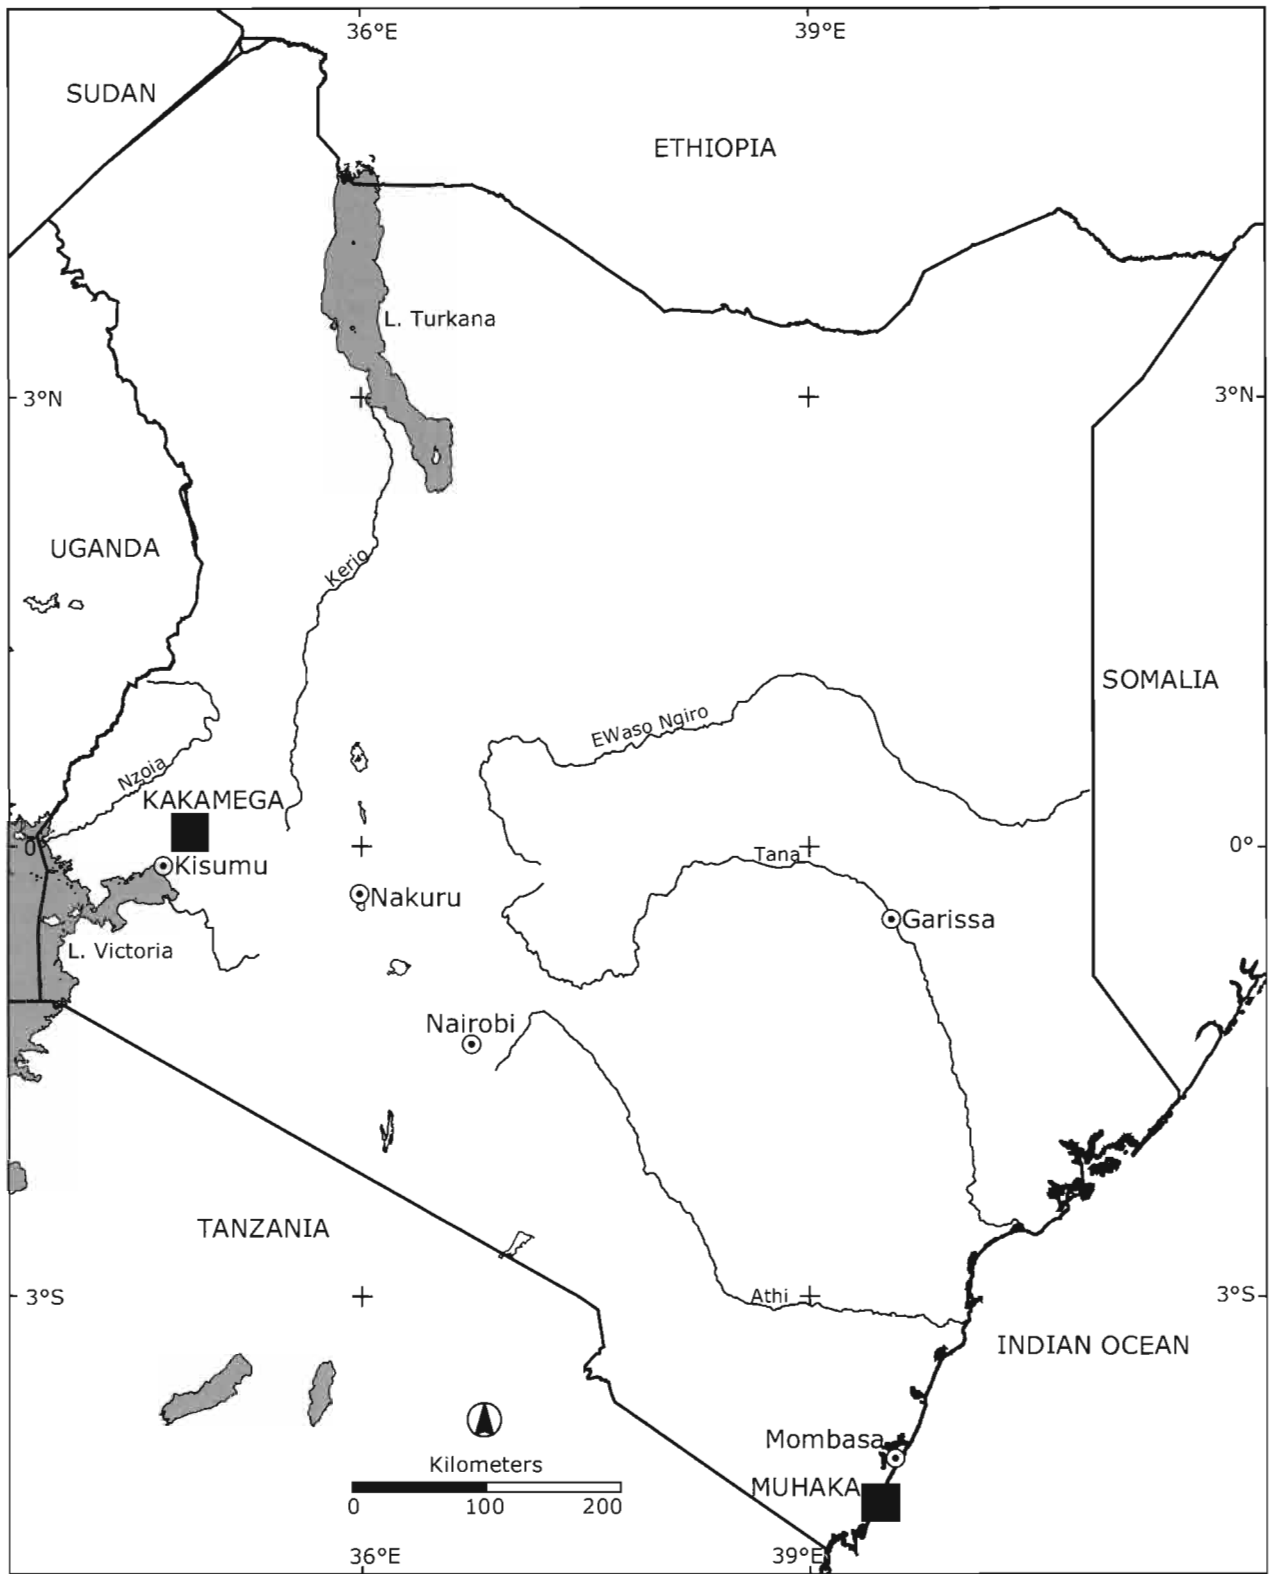 36°E
39°E
SUDAN
ETHIOPIA
L. Turkana
3°N
3°N
UGANDA
Kerio
SOMALIA
EWaso Ngiro
Nzoia
KAKAMEGA
0°
0°
Tana
Kisumu
Nakuru
Garissa
L. Victoria
Nairobi
TANZANIA
3°S
Athi
3°S
INDIAN OCEAN
Mombasa
Kilometers
MUHAKA
0 100 200
36°E
39°E